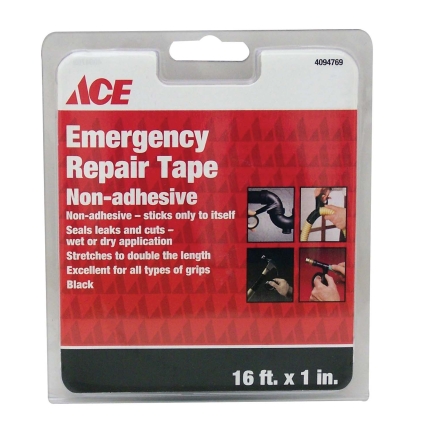 4094769
ACE
Emergency
Repair Tape
Non-adhesive
Non-adhesive – sticks only to itself
Seals leaks and cuts –
wet or dry application
Stretches to double the length
Excellent for all types of grips
Black
16 ft. x 1 in.